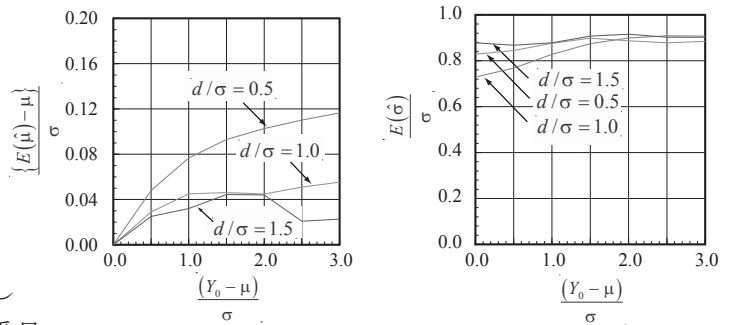 0.20
0.16
0.12
0.08
0.04
0.00
{E(μ̂) − μ}
σ
d/σ = 0.5
d/σ = 1.0
d/σ = 1.5
0.0 1.0 2.0 3.0
(Y₀ − μ)
σ
1.0
0.8
0.6
0.4
0.2
0.0
E(σ̂)
σ
d/σ = 1.5
d/σ = 0.5
d/σ = 1.0
0.0 1.0 2.0 3.0
(Y₀ − μ)
σ